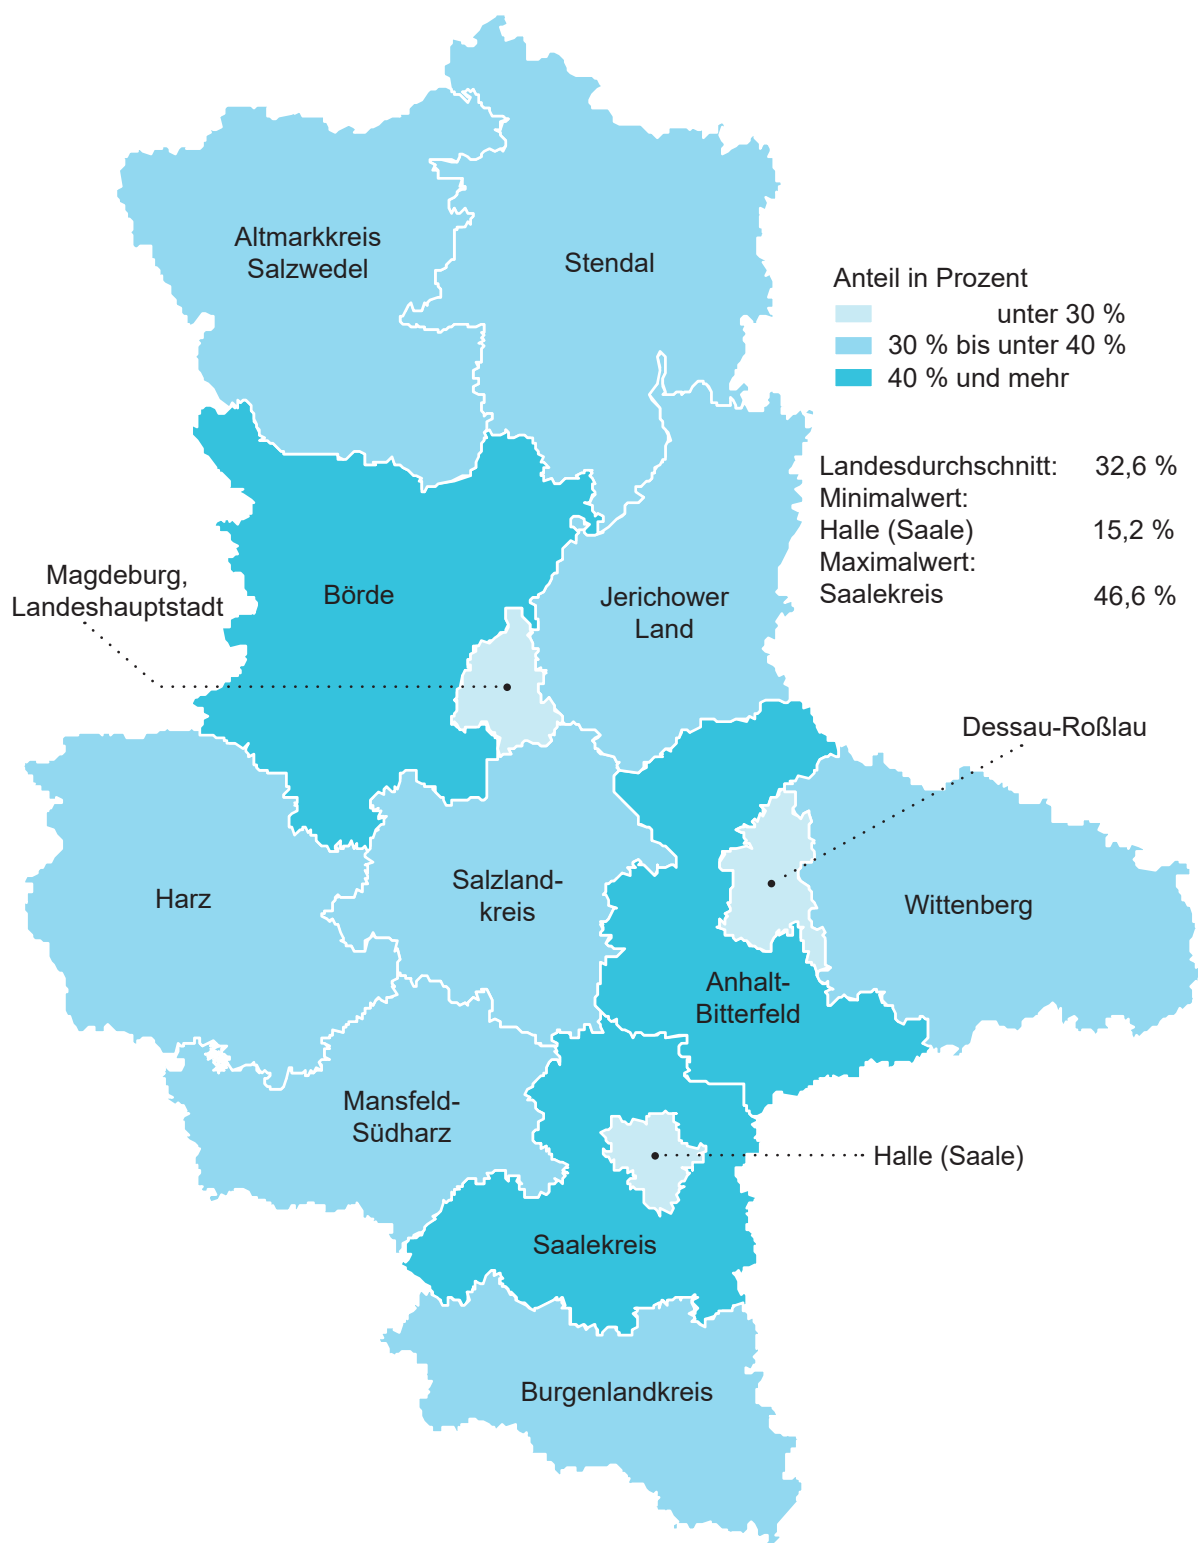 Altmarkkreis
Salzwedel
Stendal
Anteil in Prozent
unter 30 %
30 % bis unter 40 %
40 % und mehr
Landesdurchschnitt: 32,6 %
Minimalwert:
Halle (Saale) 15,2 %
Maximalwert:
Saalekreis 46,6 %
Magdeburg,
Landeshauptstadt
Börde
Jerichower
Land
Dessau-Roßlau
Harz
Salzland-
kreis
Wittenberg
Anhalt-
Bitterfeld
Mansfeld-
Südharz
Halle (Saale)
Saalekreis
Burgenlandkreis